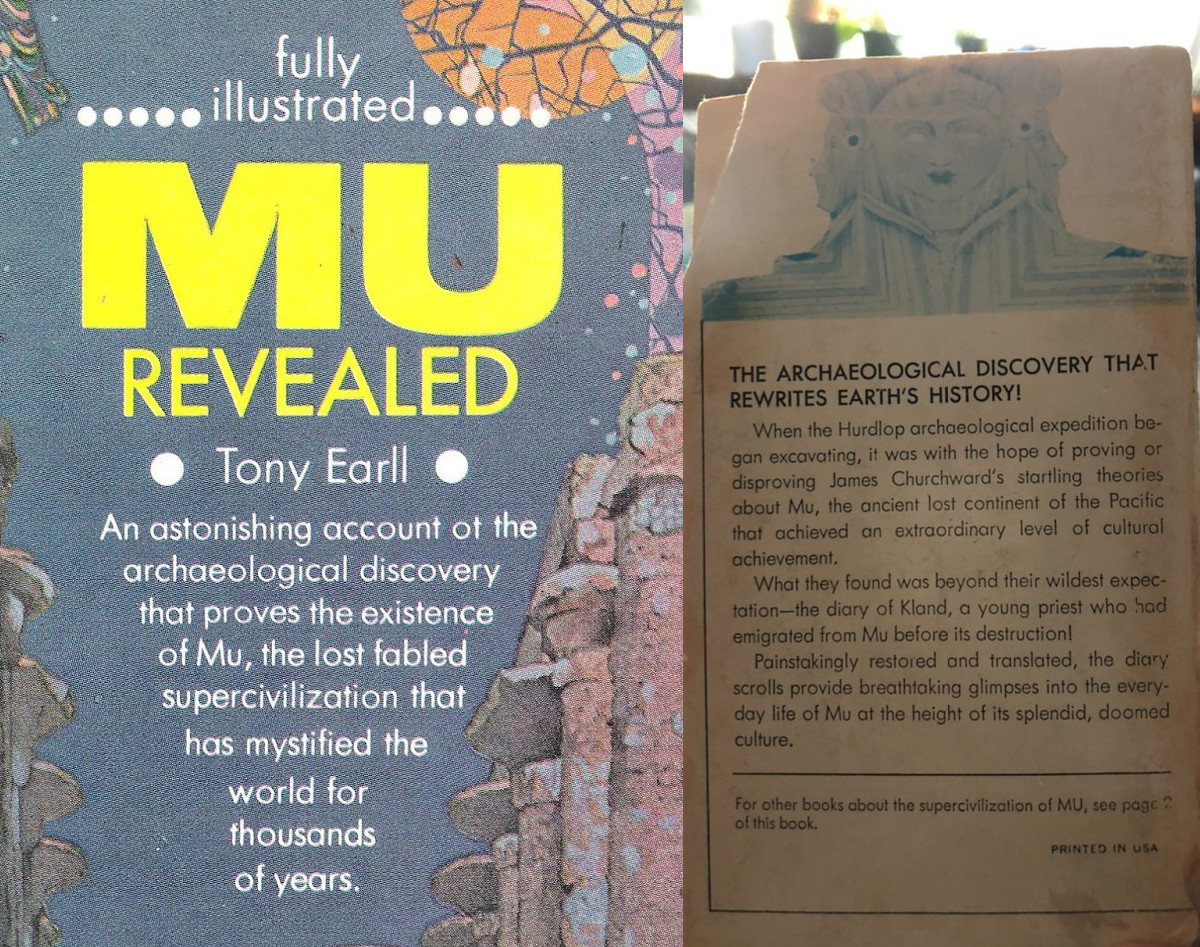 fully
.....illustrated.....
MU
REVEALED
● Tony Earll ●
An astonishing account of the
archaeological discovery
that proves the existence
of Mu, the lost fabled
supercivilization that
has mystified the
world for
thousands
of years.
THE ARCHAEOLOGICAL DISCOVERY THAT
REWRITES EARTH'S HISTORY!
When the Hurdlop archaeological expedition be-
gan excavating, it was with the hope of proving or
disproving James Churchward's startling theories
about Mu, the ancient lost continent of the Pacific
that achieved an extraordinary level of cultural
achievement.
What they found was beyond their wildest expec-
tation—the diary of Kland, a young priest who had
emigrated from Mu before its destruction!
Painstakingly restored and translated, the diary
scrolls provide breathtaking glimpses into the every-
day life of Mu at the height of its splendid, doomed
culture.
For other books about the supercivilization of MU, see page 2
of this book.
PRINTED IN USA